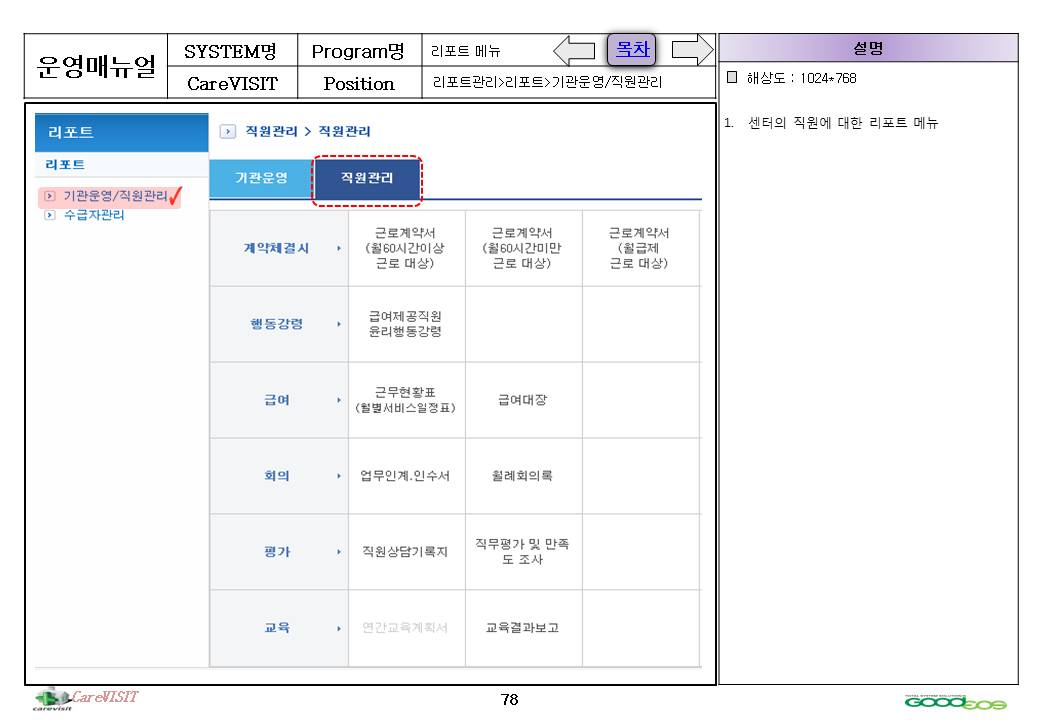 운영매뉴얼
SYSTEM명
Program명
리포트 메뉴
목차
CareVISIT
Position
리포트관리>리포트>기관운영/직원관리
설명
해상도 : 1024*768
1. 센터의 직원에 대한 리포트 메뉴
리포트
리포트
기관운영/직원관리
수급자관리
직원관리 > 직원관리
기관운영
직원관리
계약체결시
근로계약서
(월60시간이상
근로 대상)
근로계약서
(월60시간미만
근로 대상)
근로계약서
(월급제
근로 대상)
행동강령
급여제공직원
윤리행동강령
급여
근무현황표
(월별서비스일정표)
급여대장
회의
업무인계.인수서
월례회의록
평가
직원상담기록지
직무평가 및 만족
도 조사
교육
연간교육계획서
교육결과보고
carevisit
CareVISIT
78
TOTAL SYSTEM SOLUTIONS
GOODEOS